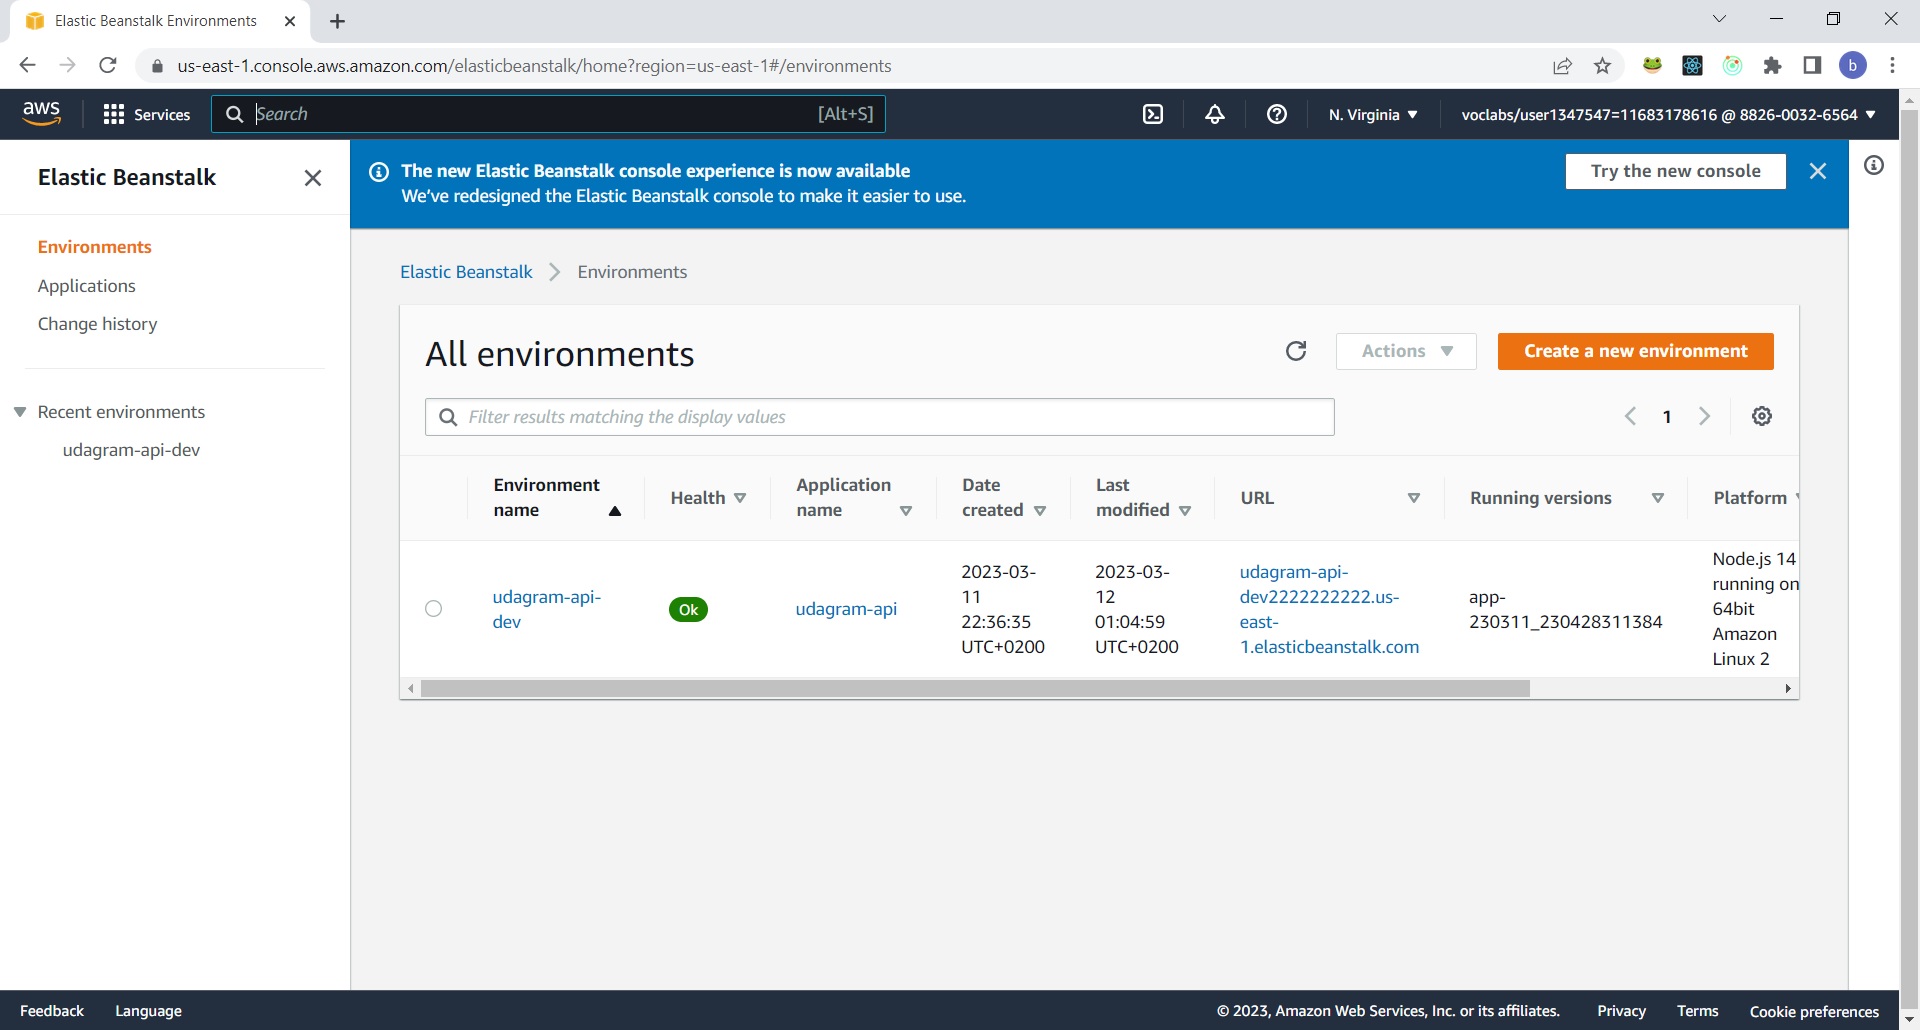 Elastic Beanstalk Environments
us-east-1.console.aws.amazon.com/elasticbeanstalk/home?region=us-east-1#/environments
b
aws
Services
Search
[Alt+S]
N. Virginia
voclabs/user1347547=11683178616 @ 8826-0032-6564
Elastic Beanstalk
Environments
Applications
Change history
Recent environments
udagram-api-dev
The new Elastic Beanstalk console experience is now available
We've redesigned the Elastic Beanstalk console to make it easier to use.
Try the new console
Elastic Beanstalk
Environments
All environments
Actions
Create a new environment
Filter results matching the display values
1
Environment
name
Health
Application
name
Date
created
Last
modified
URL
Running versions
Platform
udagram-api-
dev
Ok
udagram-api
2023-03-
11
22:36:35
UTC+0200
2023-03-
12
01:04:59
UTC+0200
udagram-api-
dev2222222222.us-
east-
1.elasticbeanstalk.com
app-
230311_230428311384
Node.js 14
running on
64bit
Amazon
Linux 2
Feedback
Language
© 2023, Amazon Web Services, Inc. or its affiliates.
Privacy
Terms
Cookie preferences